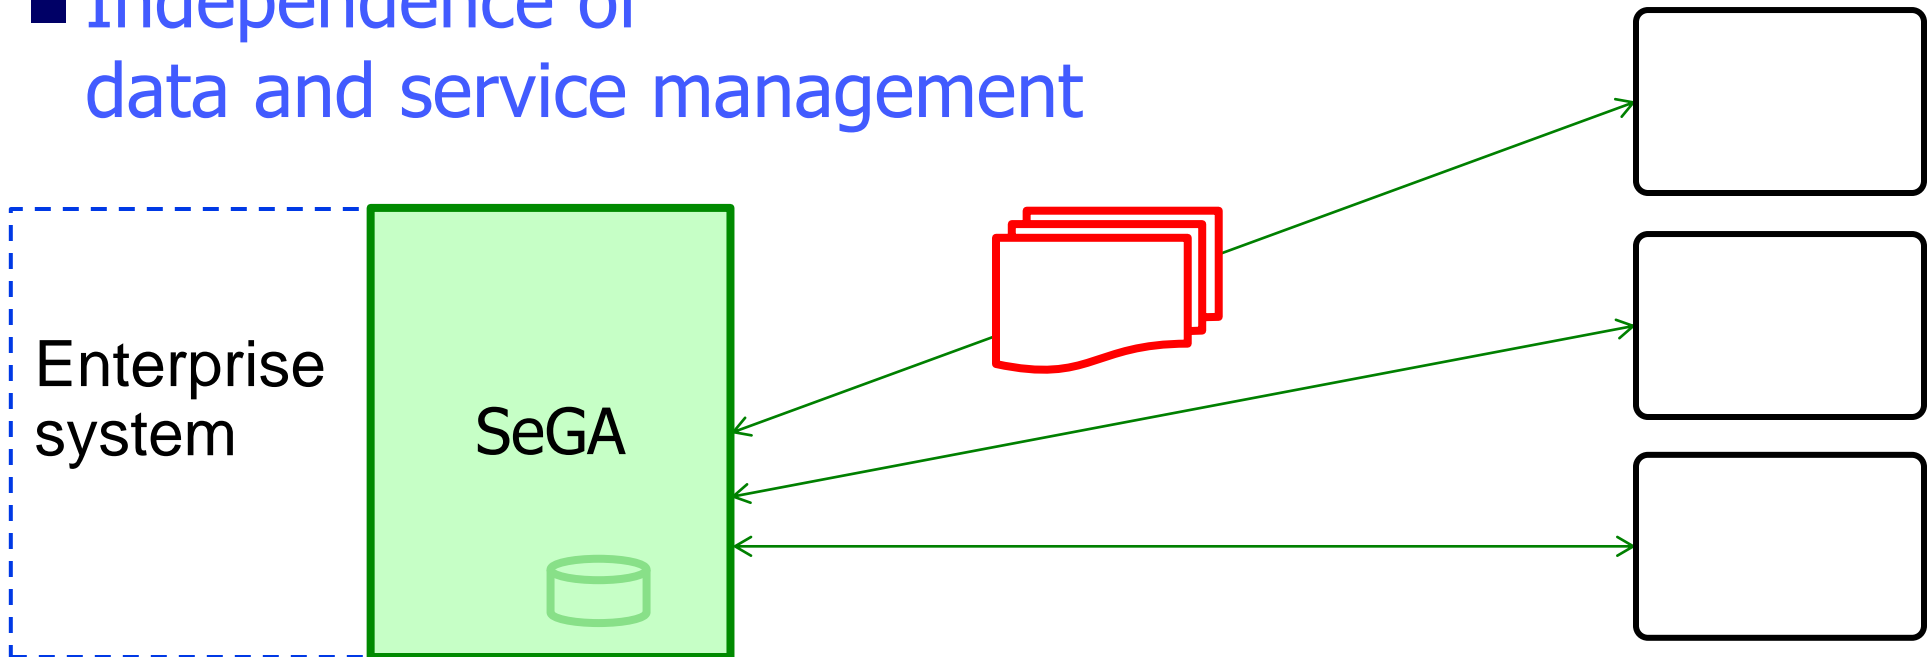 Independence of
data and service management
Enterprise
system
SeGA